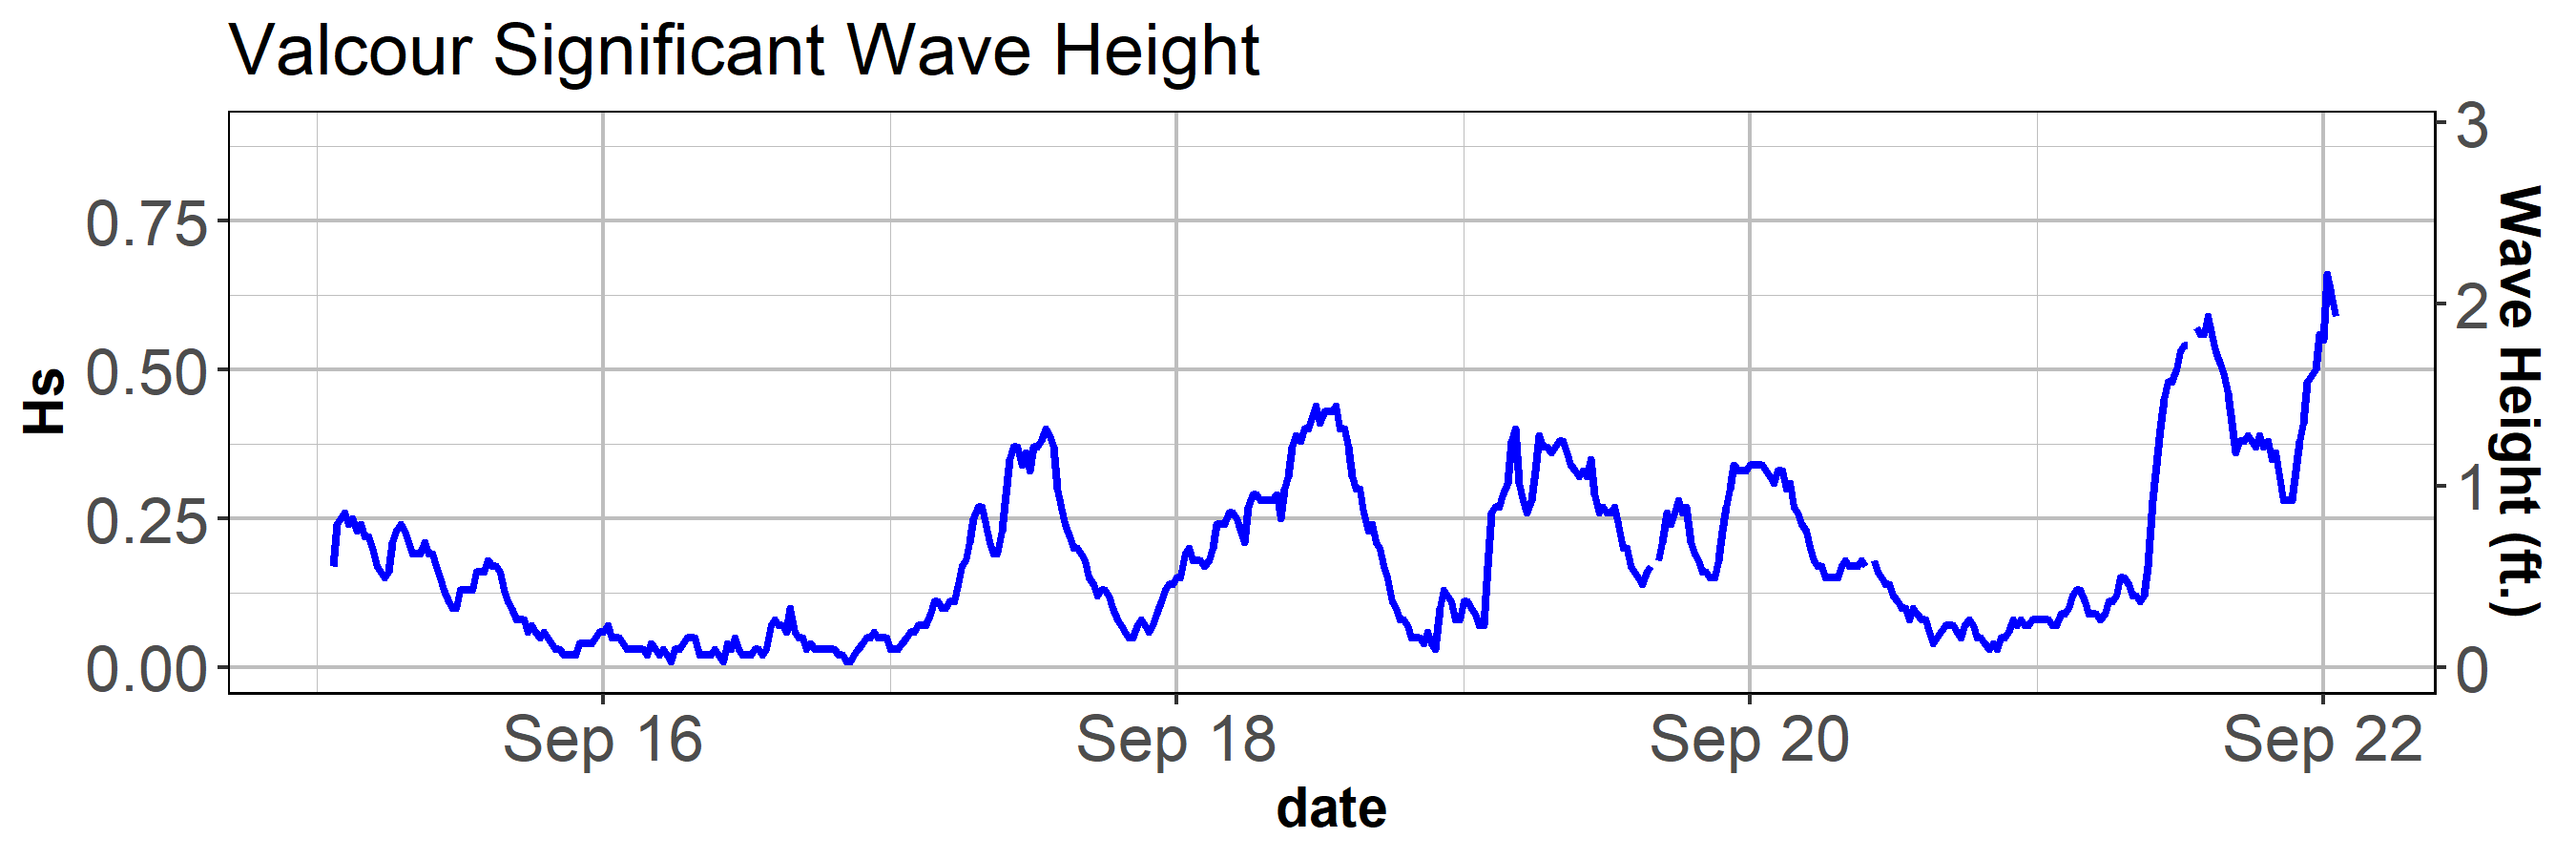 Valcour Significant Wave Height
Hs
0.75
0.50
0.25
0.00
3
2
1
0
Wave Height (ft.)
Sep 16
Sep 18
Sep 20
Sep 22
date